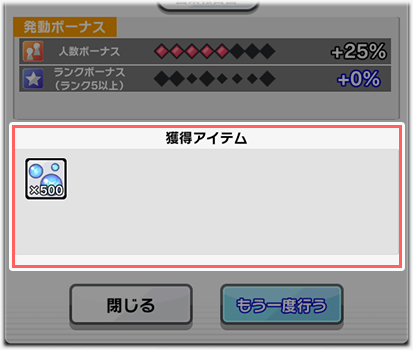 発動ボーナス
人数ボーナス +25%
ランクボーナス
(ランク5以上) +0%
獲得アイテム
×500
閉じる
もう一度行う